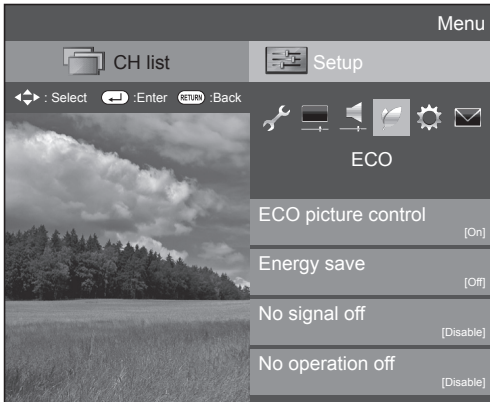 Menu
CH list
Setup
: Select :Enter RETURN :Back
ECO
ECO picture control
[On]
Energy save
[Off]
No signal off
[Disable]
No operation off
[Disable]